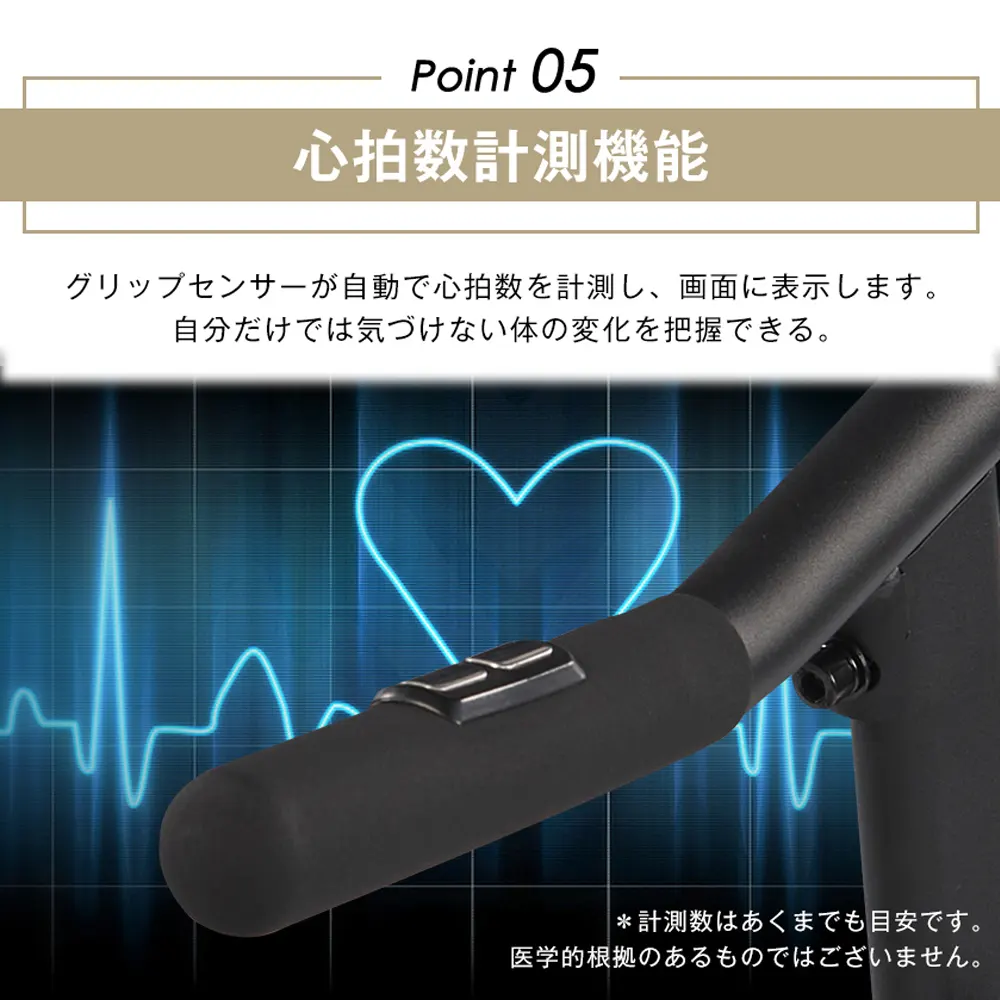 Point 05
心拍数計測機能
グリップセンサーが自動で心拍数を計測し、画面に表示します。
自分だけでは気づけない体の変化を把握できる。
＊計測数はあくまでも目安です。
医学的根拠のあるものではございません。